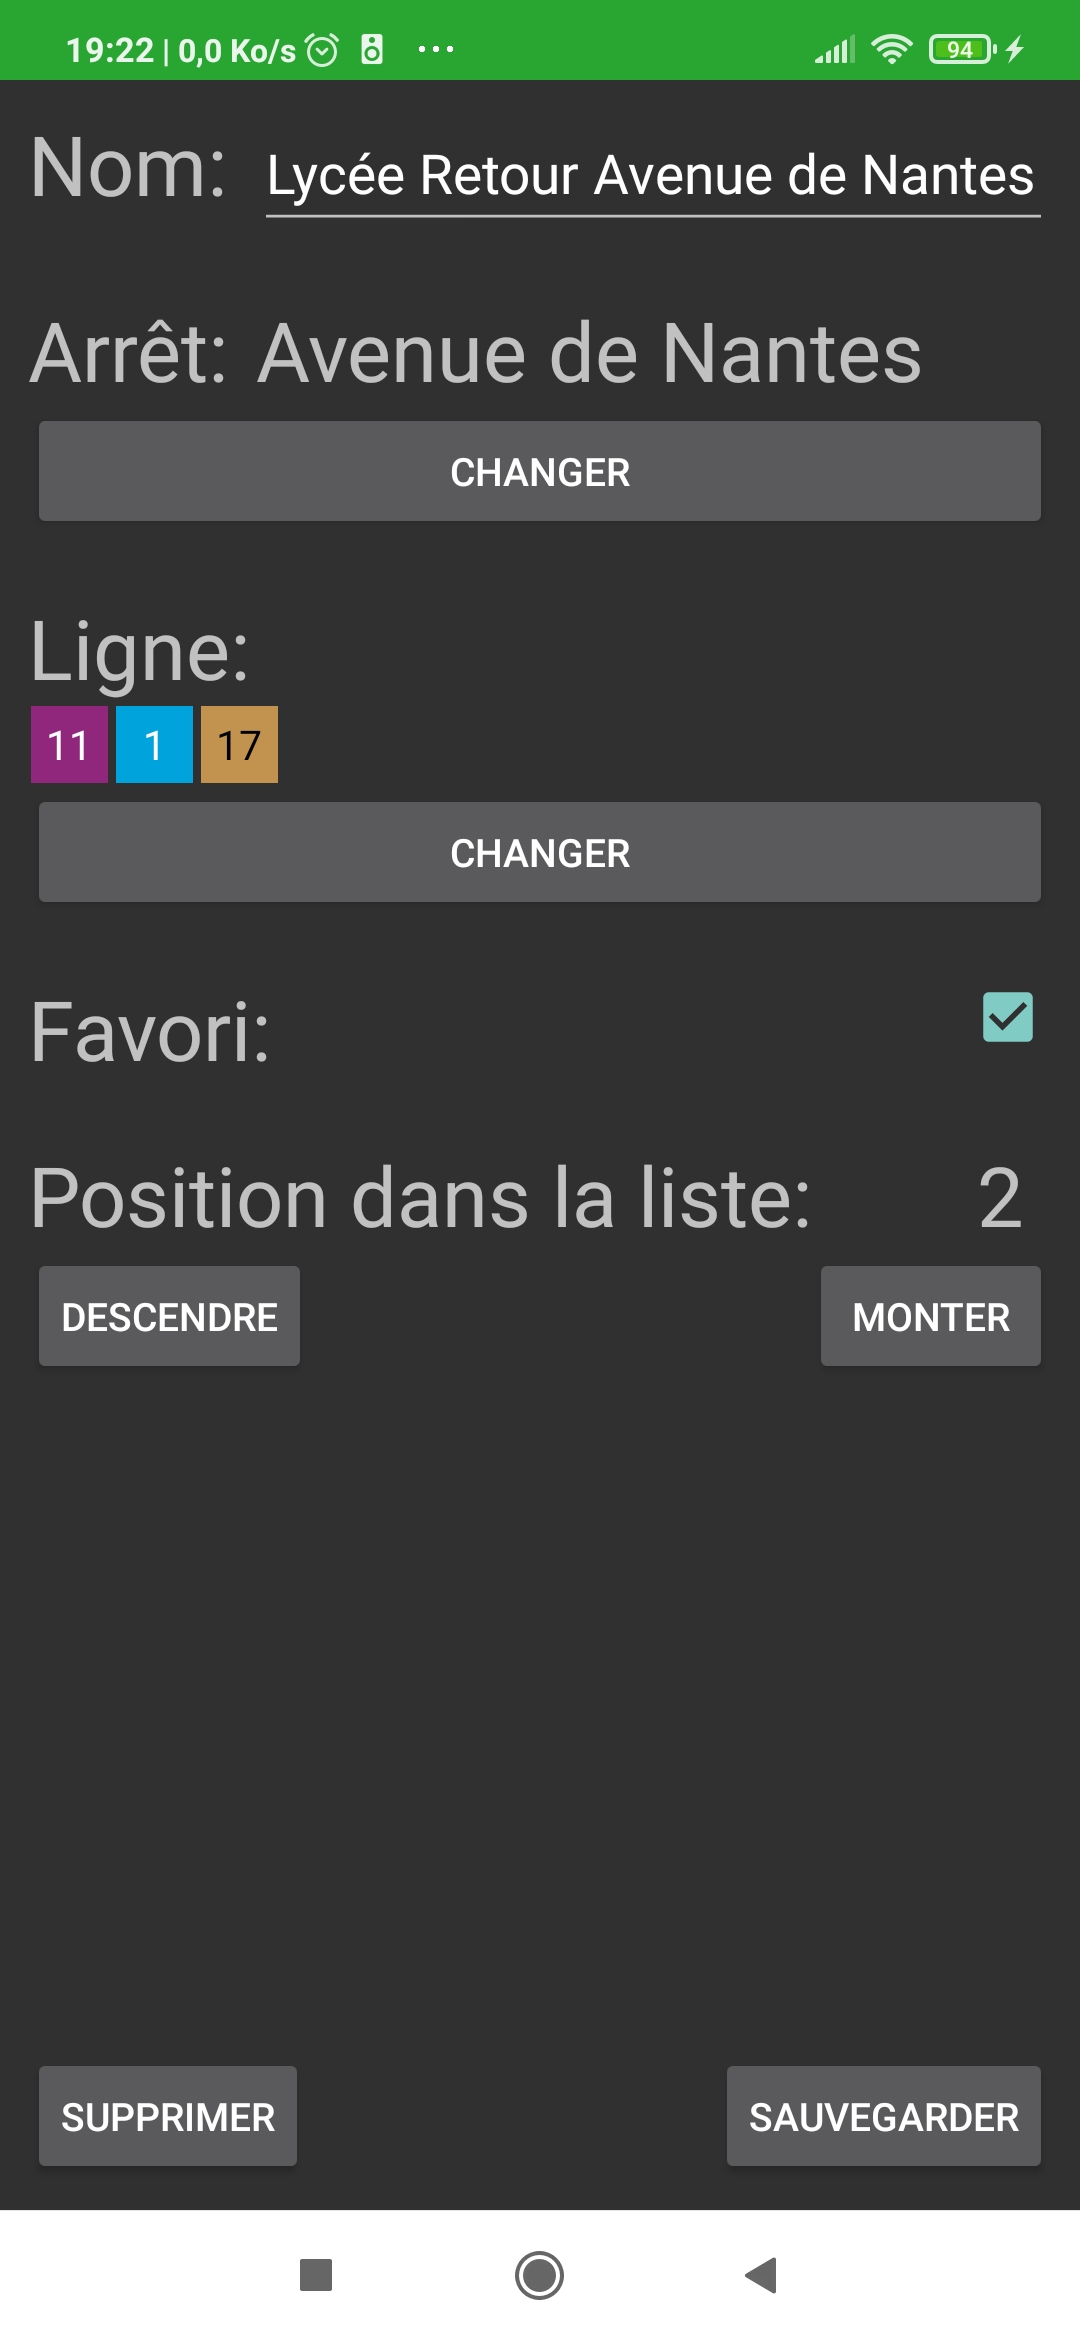 19:22 | 0,0 Ko/s ... 94
Nom: Lycée Retour Avenue de Nantes
Arrêt: Avenue de Nantes
CHANGER
Ligne:
11 1 17
CHANGER
Favori:
Position dans la liste: 2
DESCENDRE MONTER
SUPPRIMER SAUVEGARDER